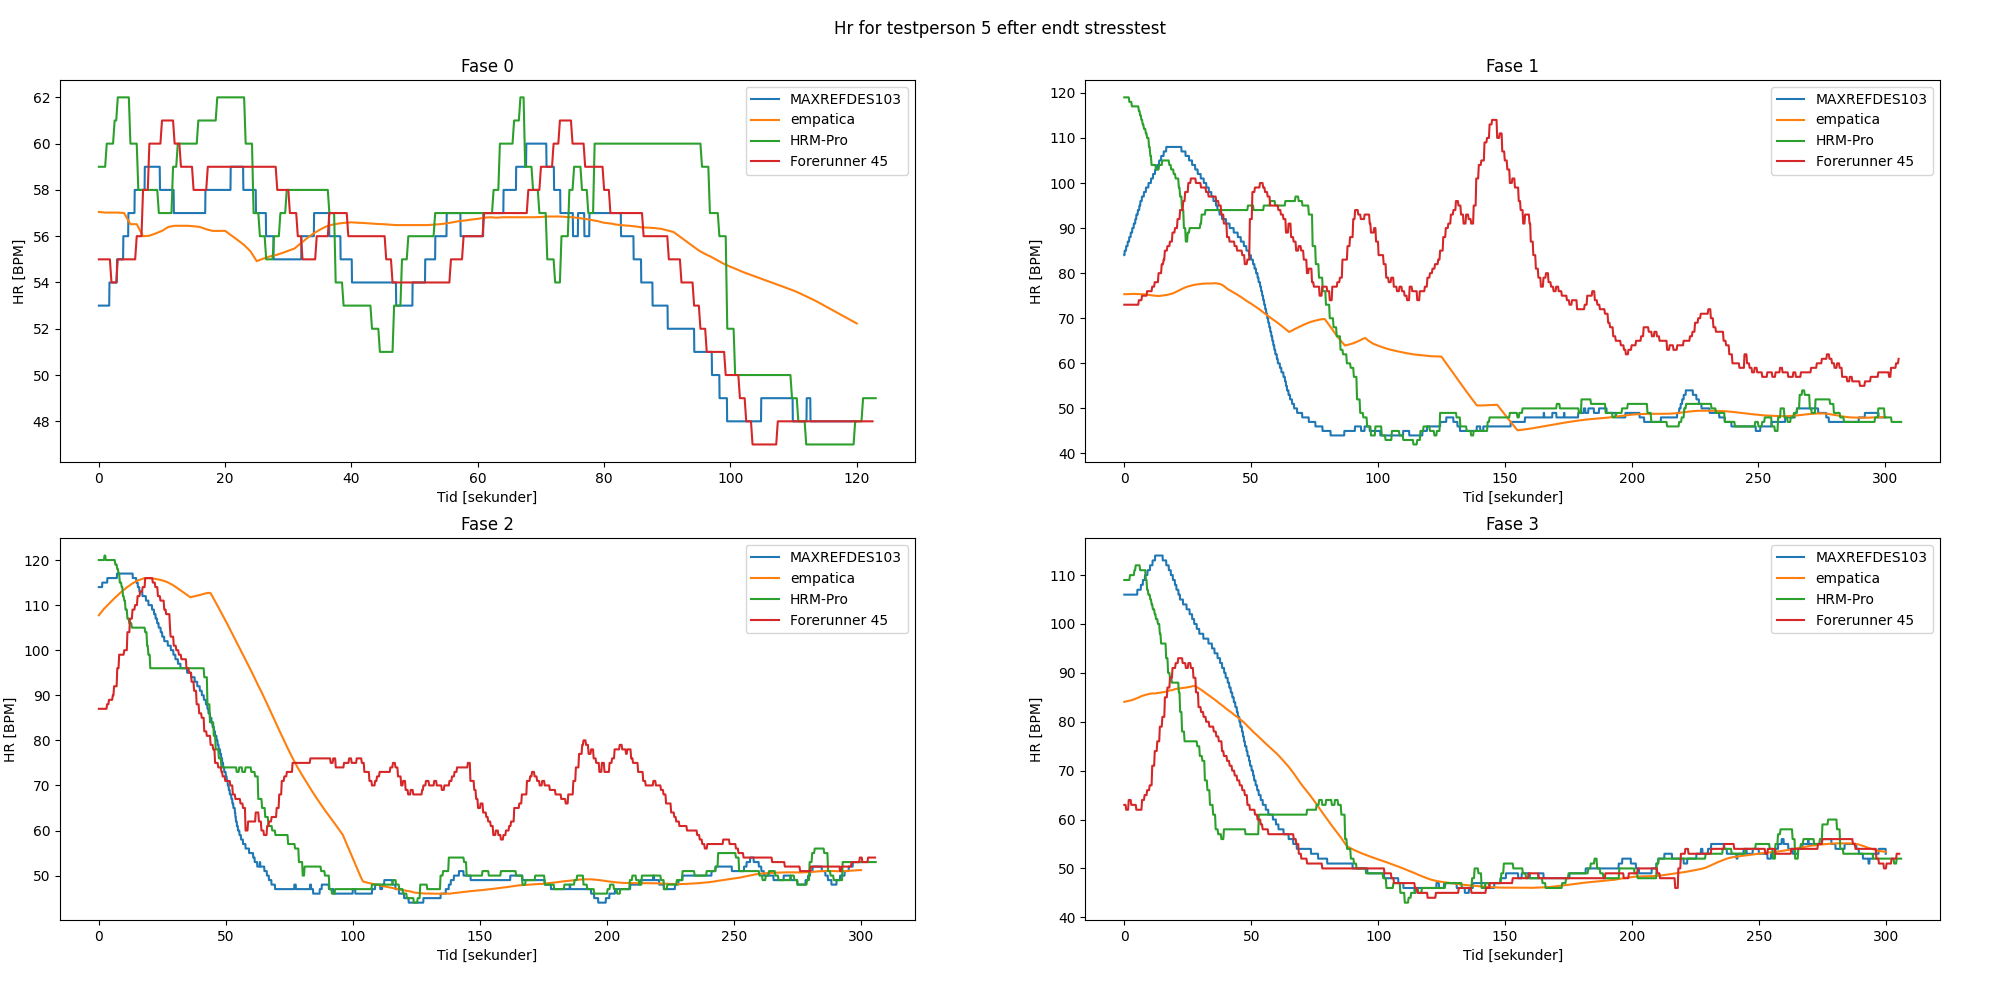 Hr for testperson 5 efter endt stresstest
Fase 0
HR [BPM]
62
60
58
56
54
52
50
48
0 20 40 60 80 100 120
Tid [sekunder]
MAXREFDES103
empatica
HRM-Pro
Forerunner 45
Fase 1
HR [BPM]
120
110
100
90
80
70
60
50
40
0 50 100 150 200 250 300
Tid [sekunder]
MAXREFDES103
empatica
HRM-Pro
Forerunner 45
Fase 2
HR [BPM]
120
110
100
90
80
70
60
50
0 50 100 150 200 250 300
Tid [sekunder]
MAXREFDES103
empatica
HRM-Pro
Forerunner 45
Fase 3
HR [BPM]
110
100
90
80
70
60
50
40
0 50 100 150 200 250 300
Tid [sekunder]
MAXREFDES103
empatica
HRM-Pro
Forerunner 45